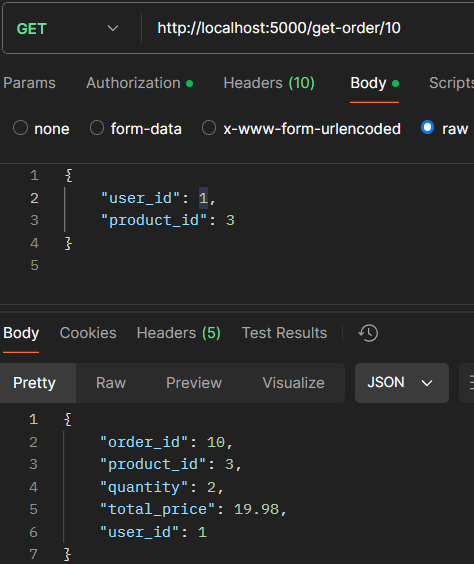 GET http://localhost:5000/get-order/10
Params Authorization Headers (10) Body Scripts
none form-data x-www-form-urlencoded raw
1 {
2 "user_id": 1,
3 "product_id": 3
4 }
5
Body Cookies Headers (5) Test Results
Pretty Raw Preview Visualize JSON
1 {
2 "order_id": 10,
3 "product_id": 3,
4 "quantity": 2,
5 "total_price": 19.98,
6 "user_id": 1
7 }